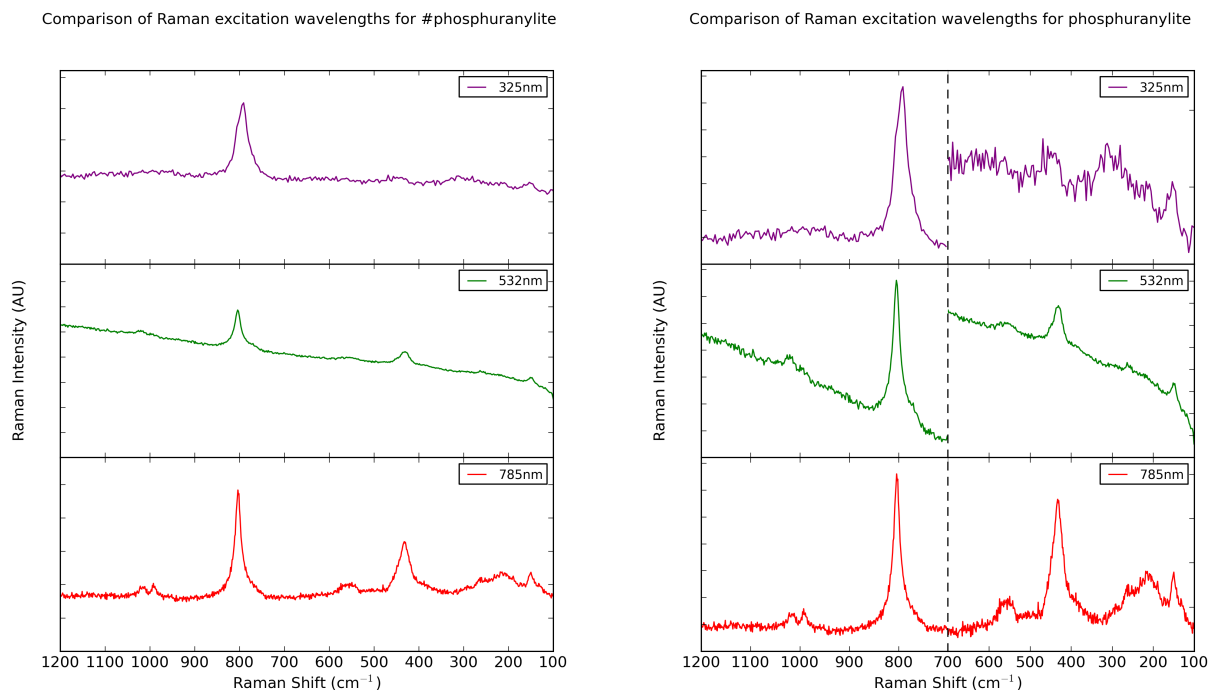 Comparison of Raman excitation wavelengths for #phosphuranylite
325nm
532nm
785nm
Raman Intensity (AU)
1200 1100 1000 900 800 700 600 500 400 300 200 100
Raman Shift (cm⁻¹)
Comparison of Raman excitation wavelengths for phosphuranylite
325nm
532nm
785nm
Raman Intensity (AU)
1200 1000 900 800 700 600 500 400 300 200 100
Raman Shift (cm⁻¹)